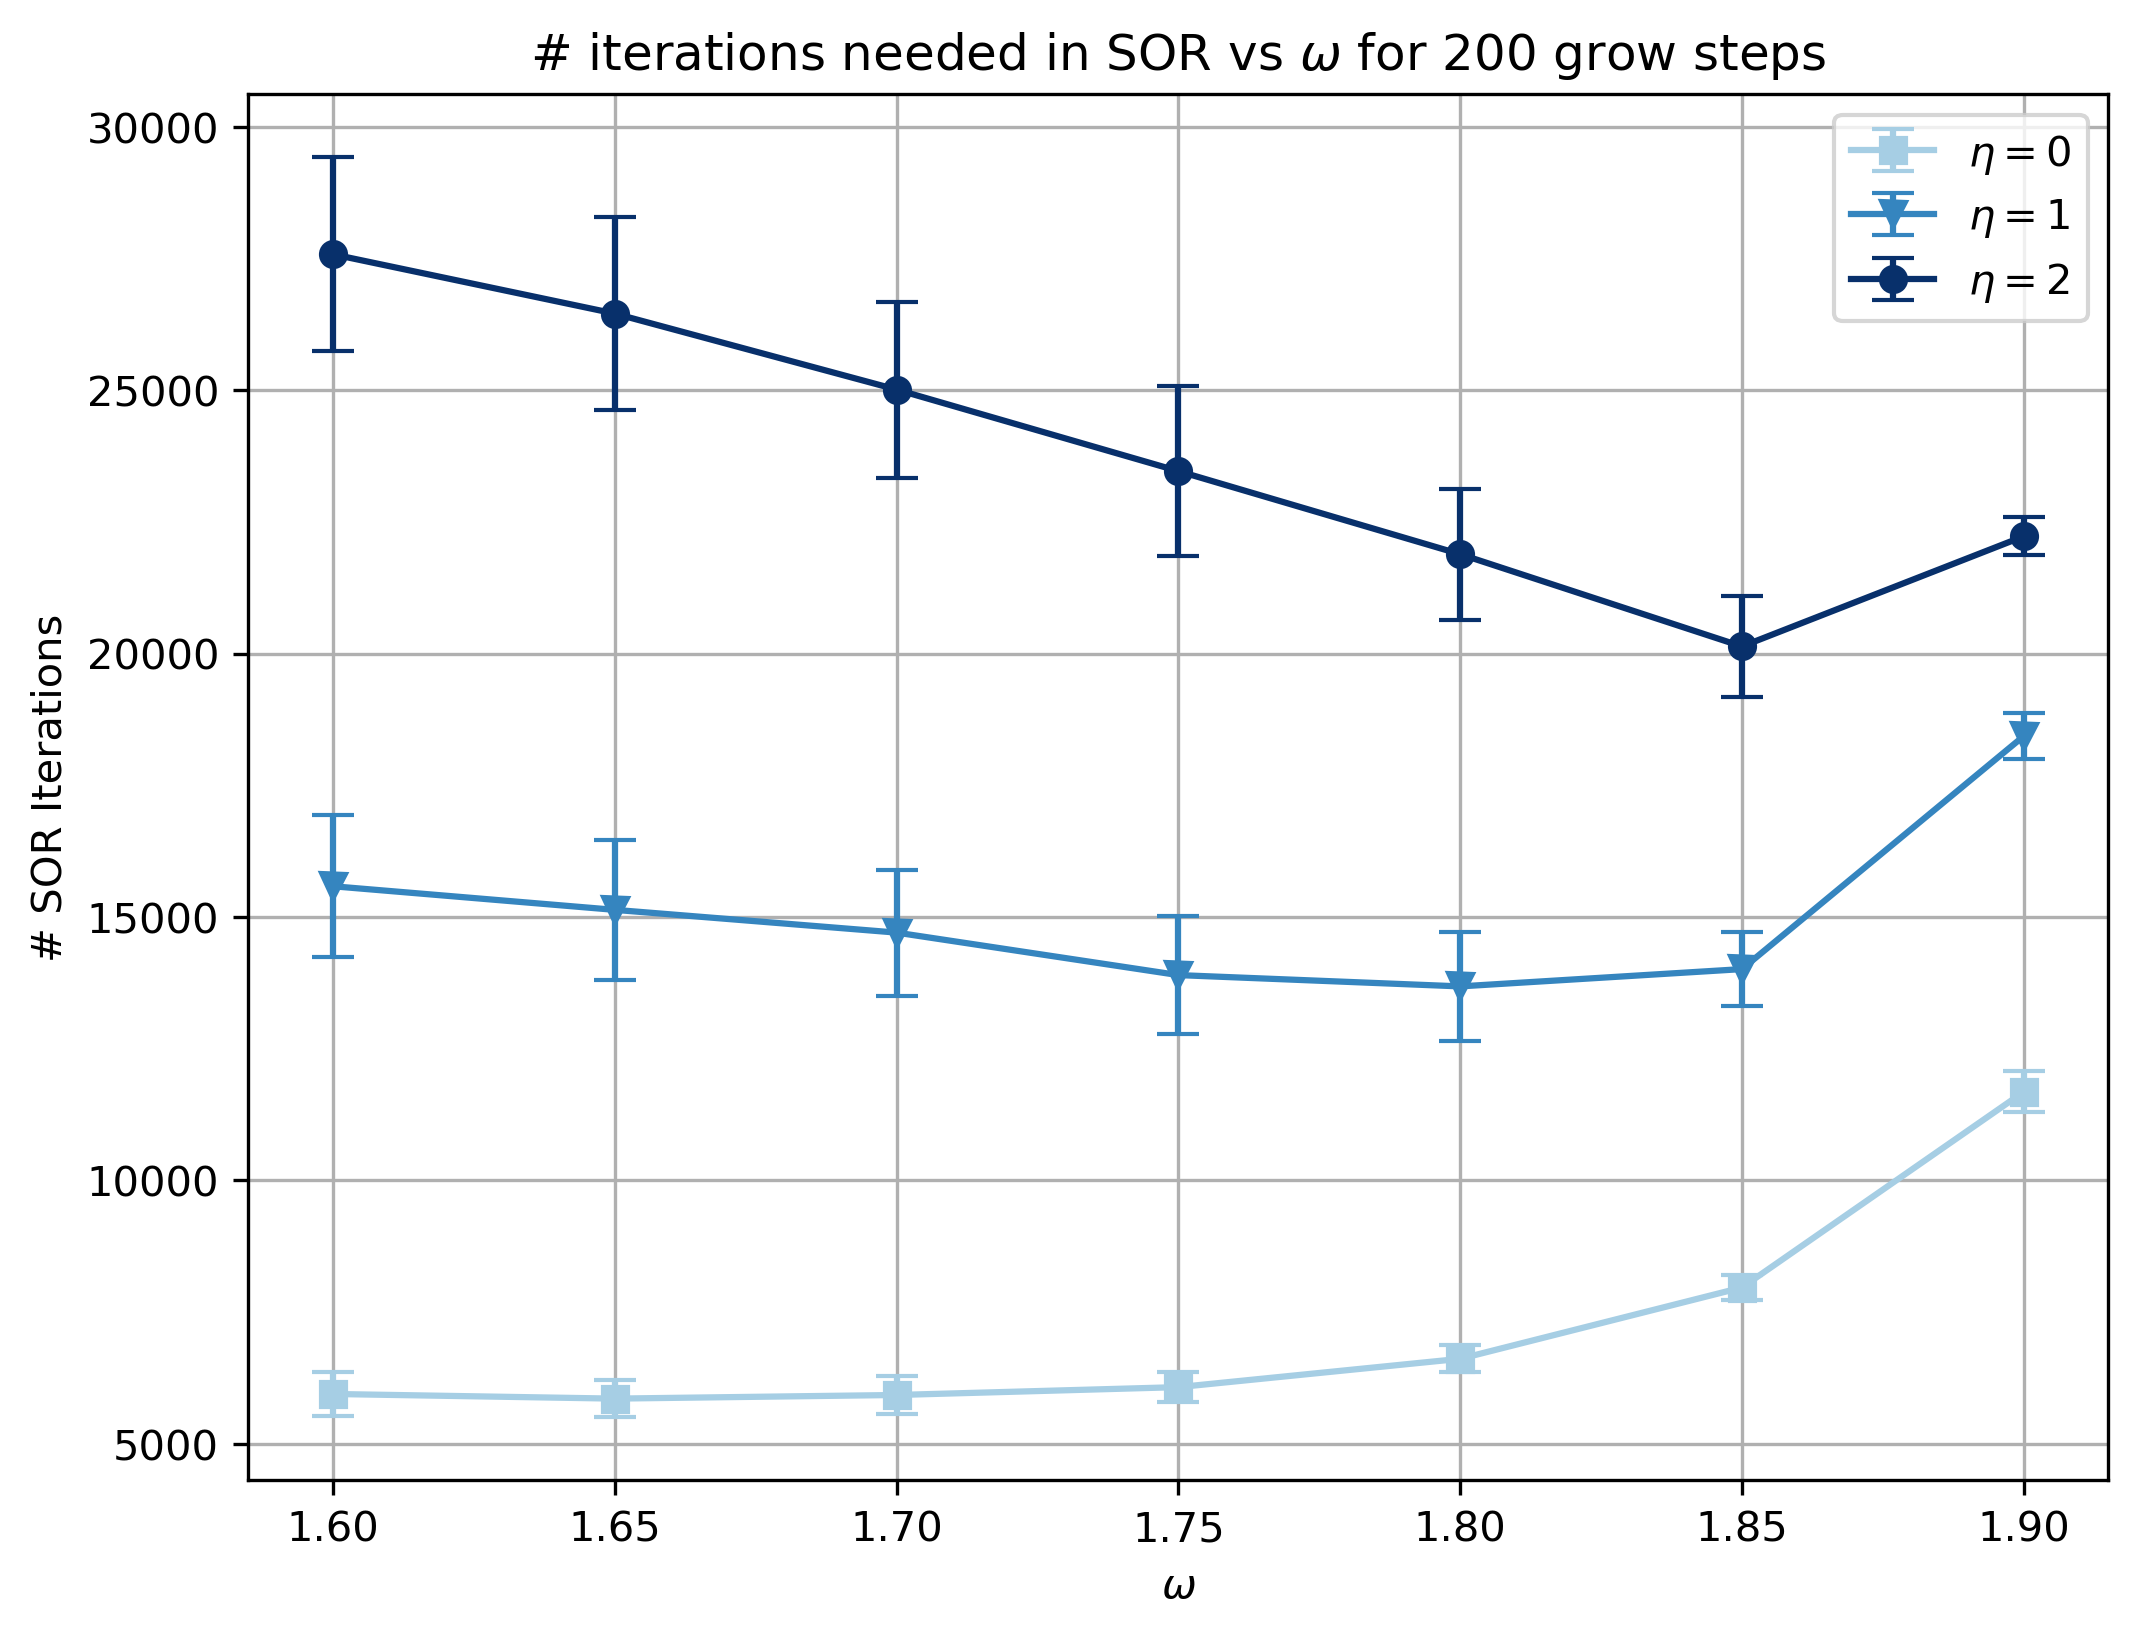 # iterations needed in SOR vs ω for 200 grow steps
η = 0
η = 1
η = 2
# SOR Iterations
30000
25000
20000
15000
10000
5000
1.60 1.65 1.70 1.75 1.80 1.85 1.90
ω